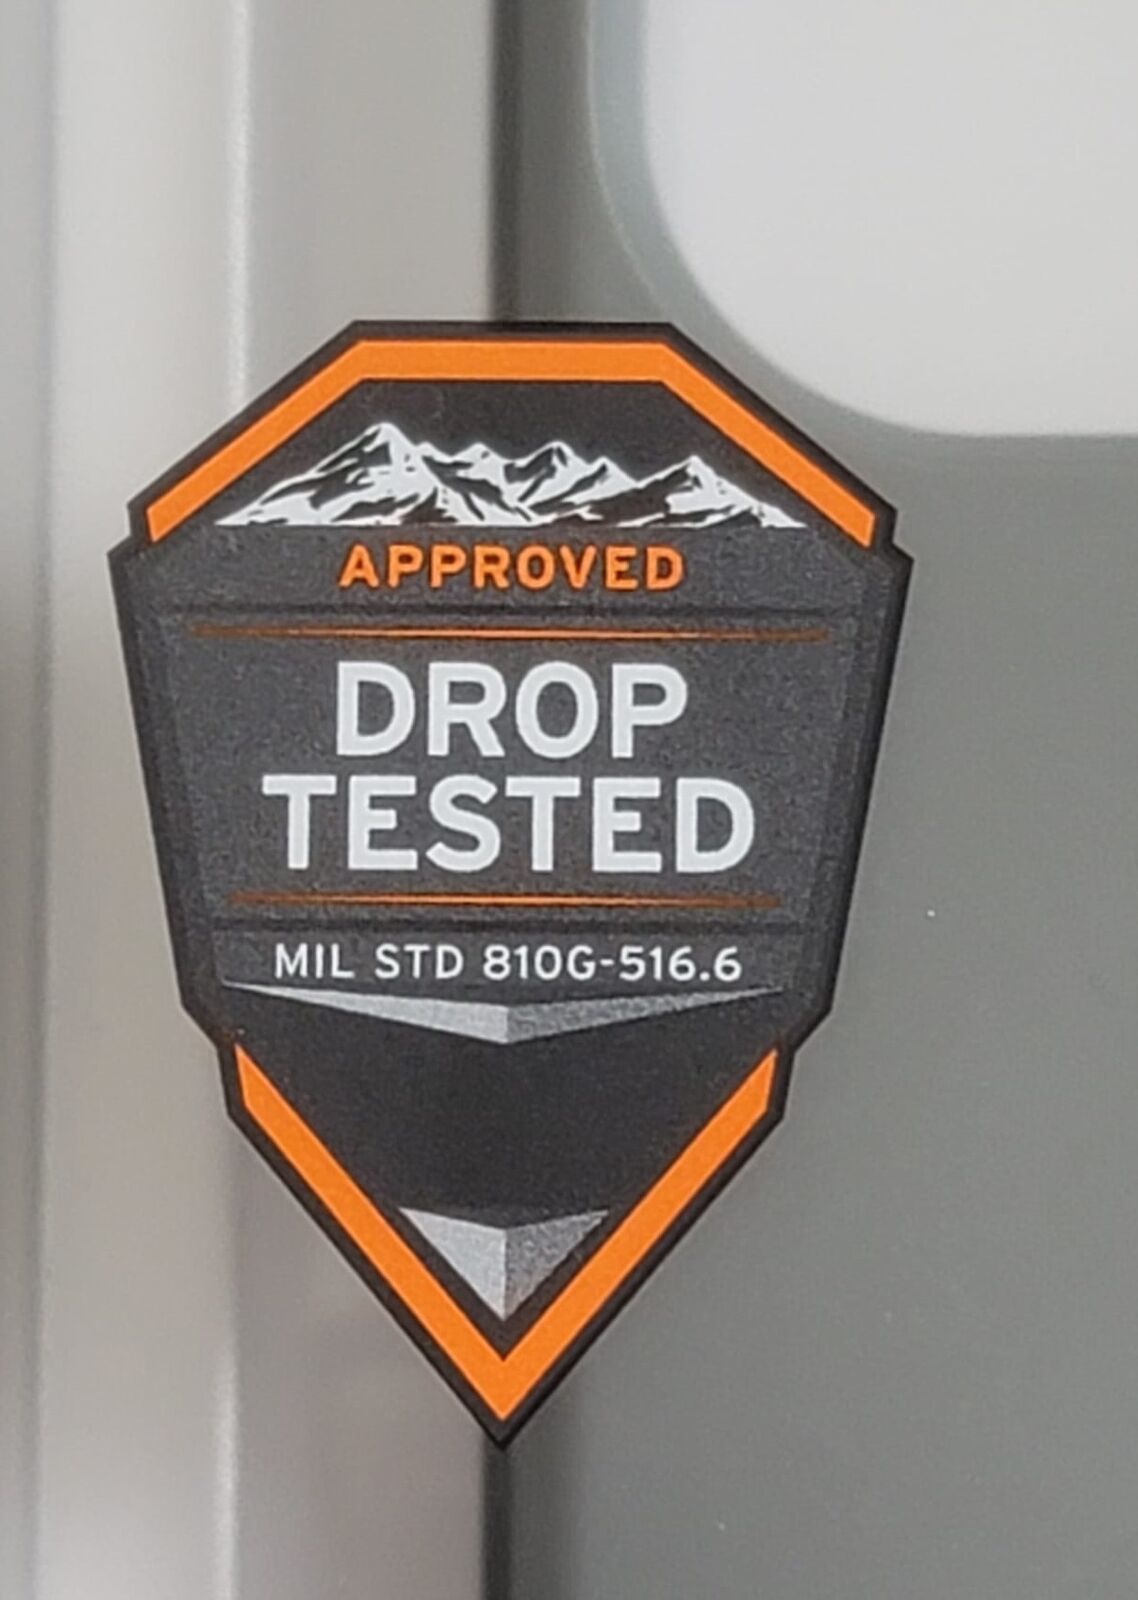 APPROVED
DROP
TESTED
MIL STD 810G-516.6